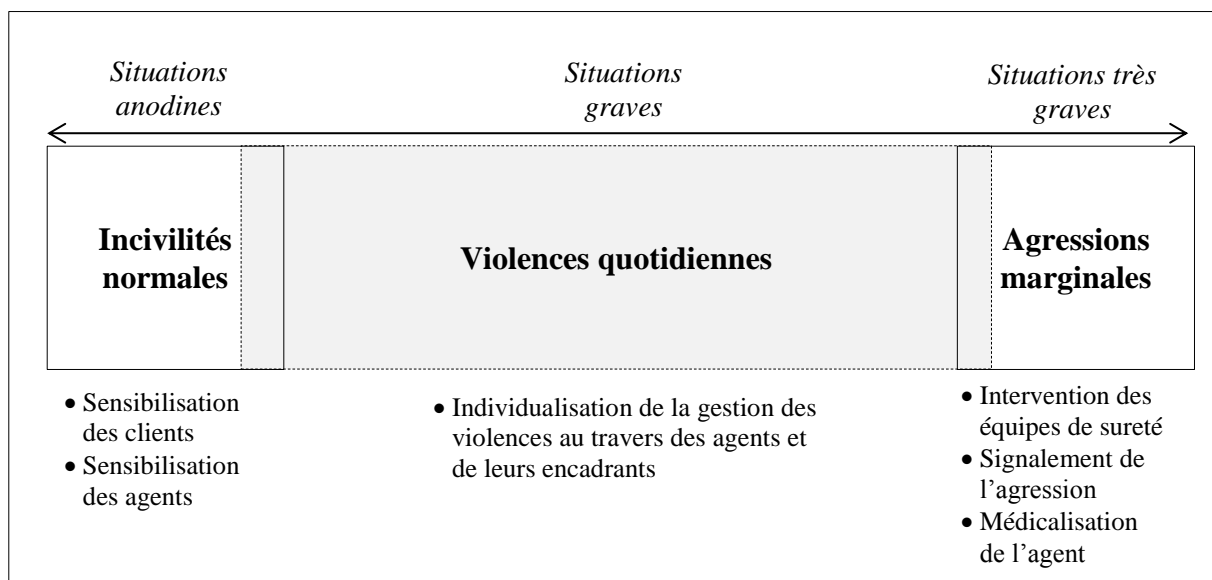 Situations
anodines
Situations
graves
Situations très
graves
Incivilités
normales
Violences quotidiennes
Agressions
marginales
• Sensibilisation
des clients
• Sensibilisation
des agents
• Individualisation de la gestion des
violences au travers des agents et
de leurs encadrants
• Intervention des
équipes de sureté
• Signalement de
l’agression
• Médicalisation
de l’agent